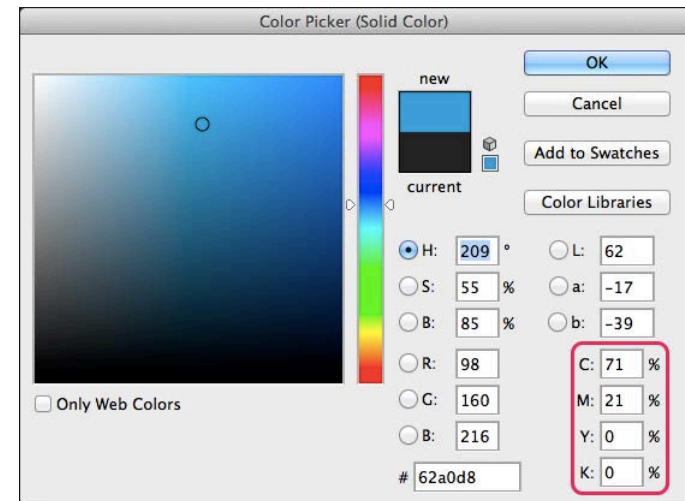 Color Picker (Solid Color)
new
current
OK
Cancel
Add to Swatches
Color Libraries
H: 209 °
S: 55 %
B: 85 %
R: 98
G: 160
B: 216
# 62a0d8
L: 62
a: -17
b: -39
C: 71 %
M: 21 %
Y: 0 %
K: 0 %
Only Web Colors